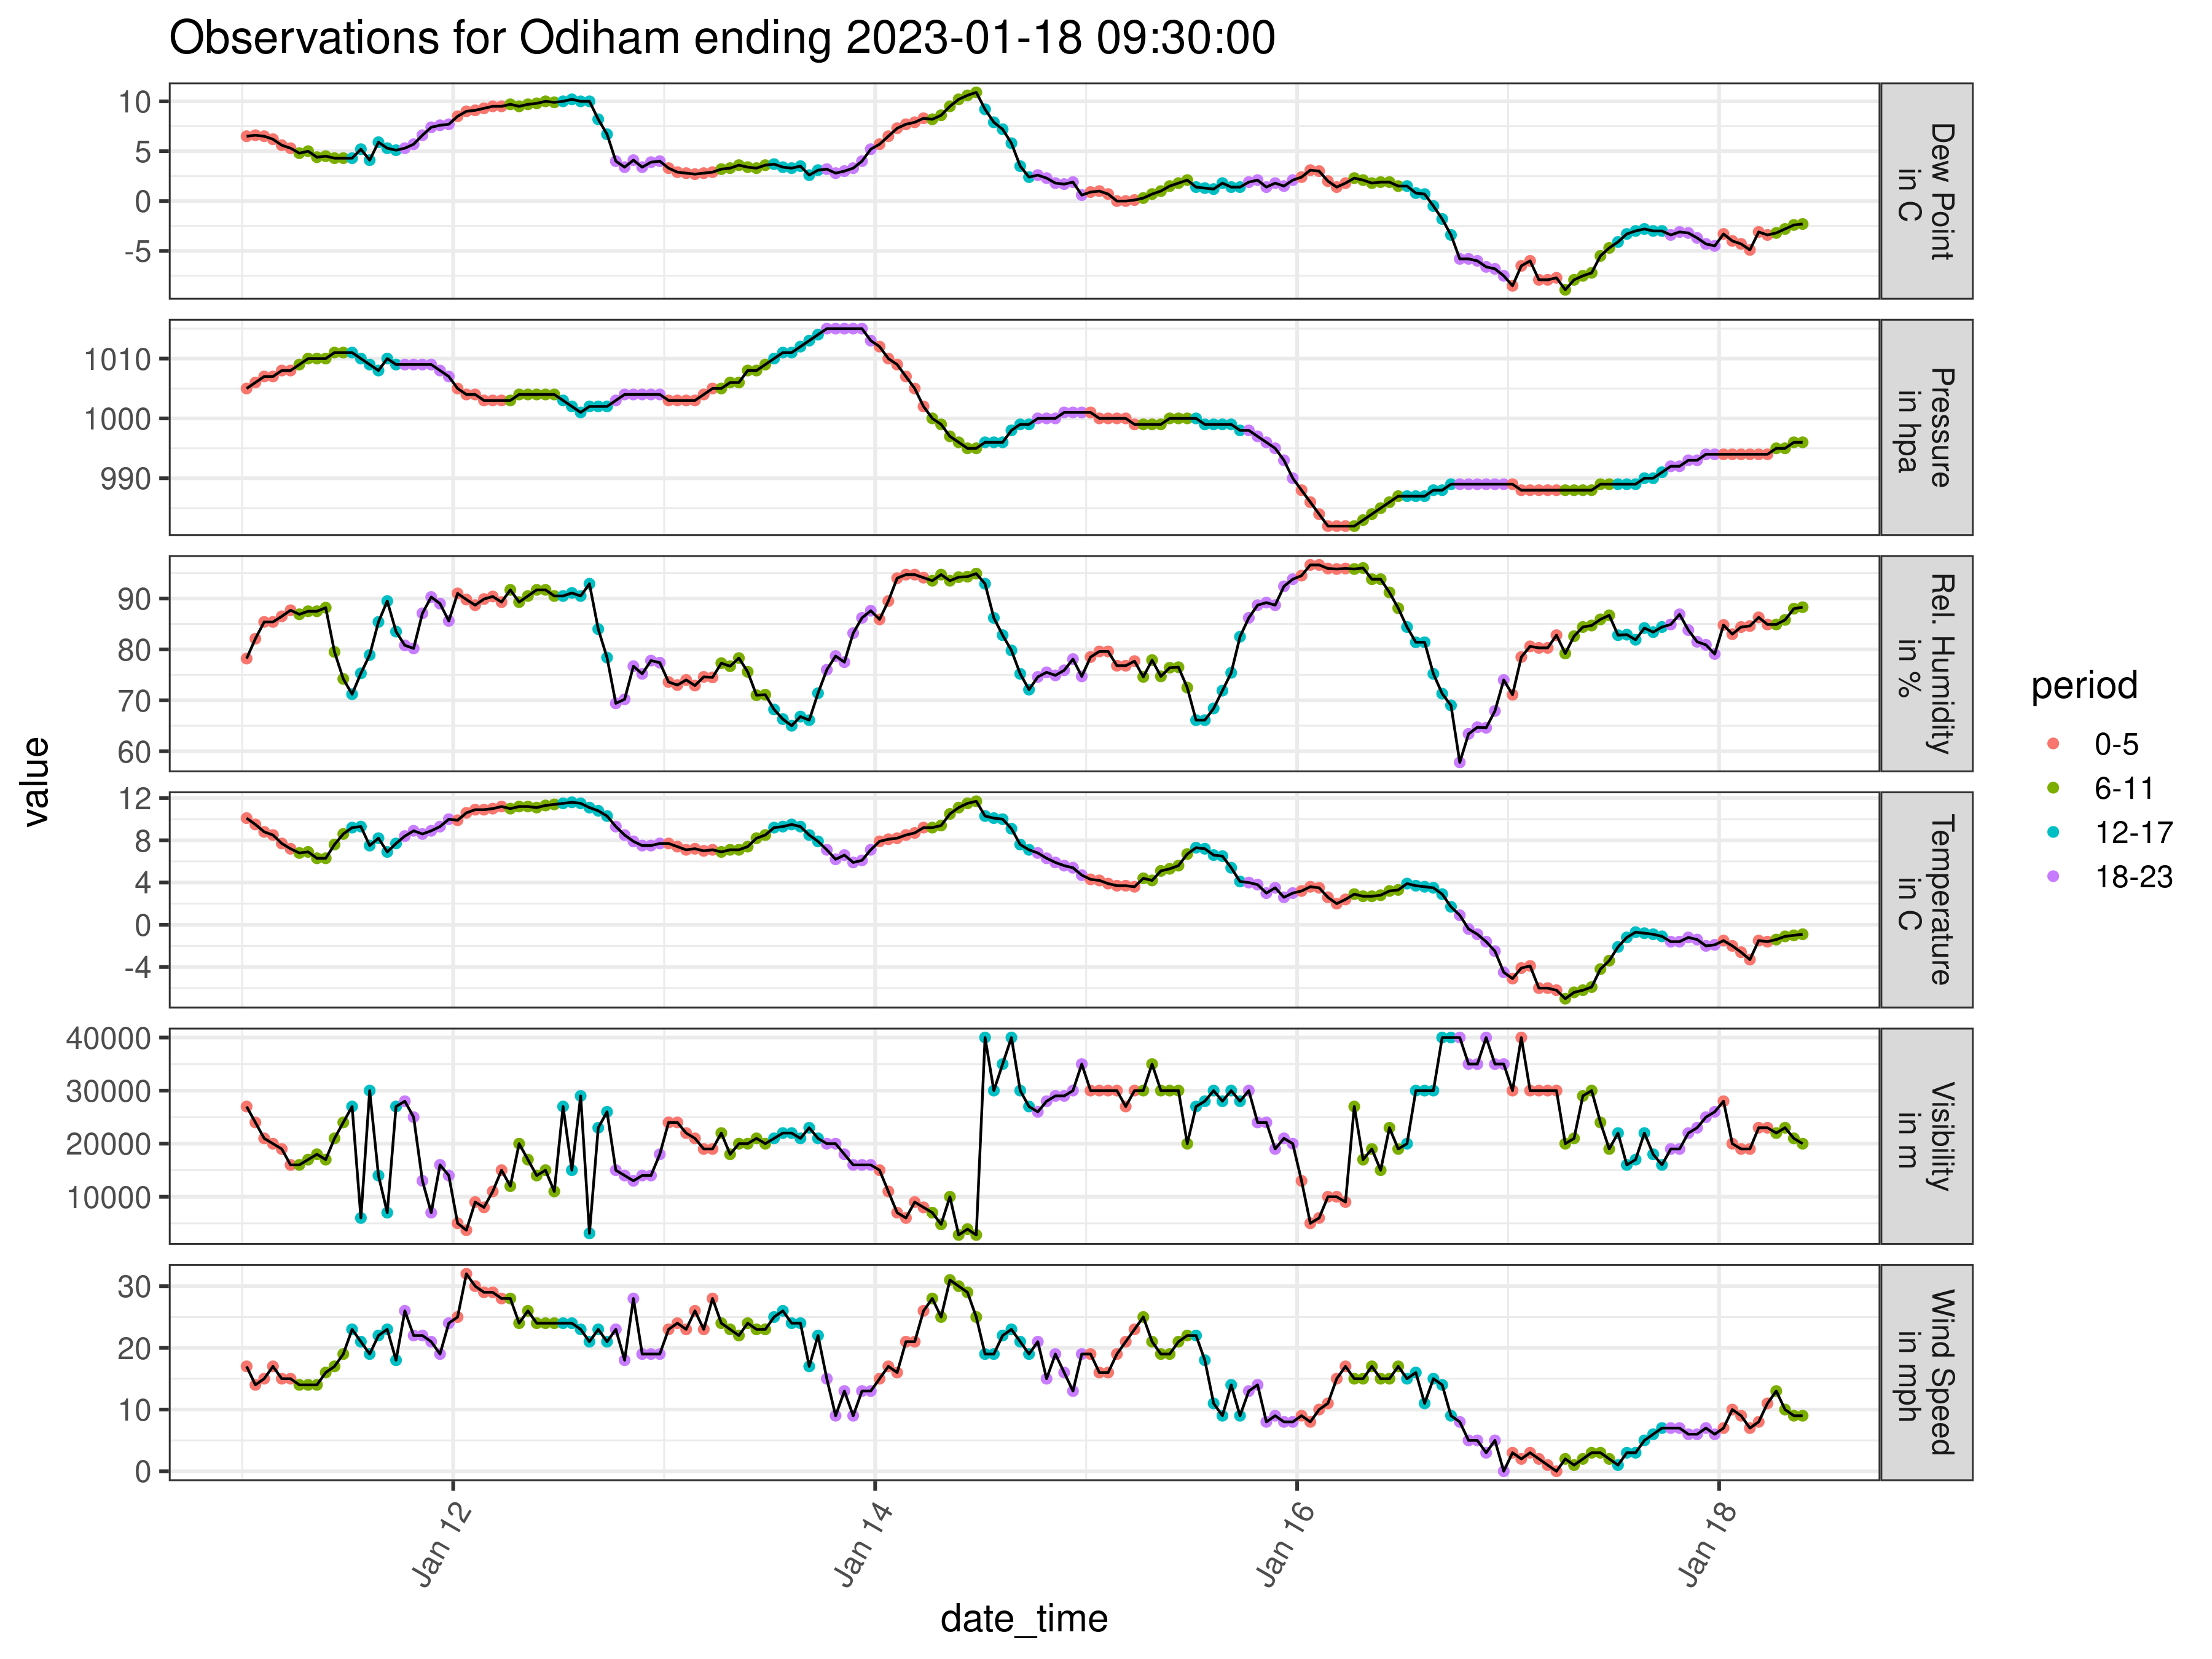 Observations for Odiham ending 2023-01-18 09:30:00
value
10
5
0
-5
Dew Point
in C
1010
1000
990
Pressure
in hpa
90
80
70
60
Rel. Humidity
in %
12
8
4
0
-4
Temperature
in C
40000
30000
20000
10000
Visibility
in m
30
20
10
0
Wind Speed
in mph
Jan 12
Jan 14
Jan 16
Jan 18
date_time
period
0-5
6-11
12-17
18-23